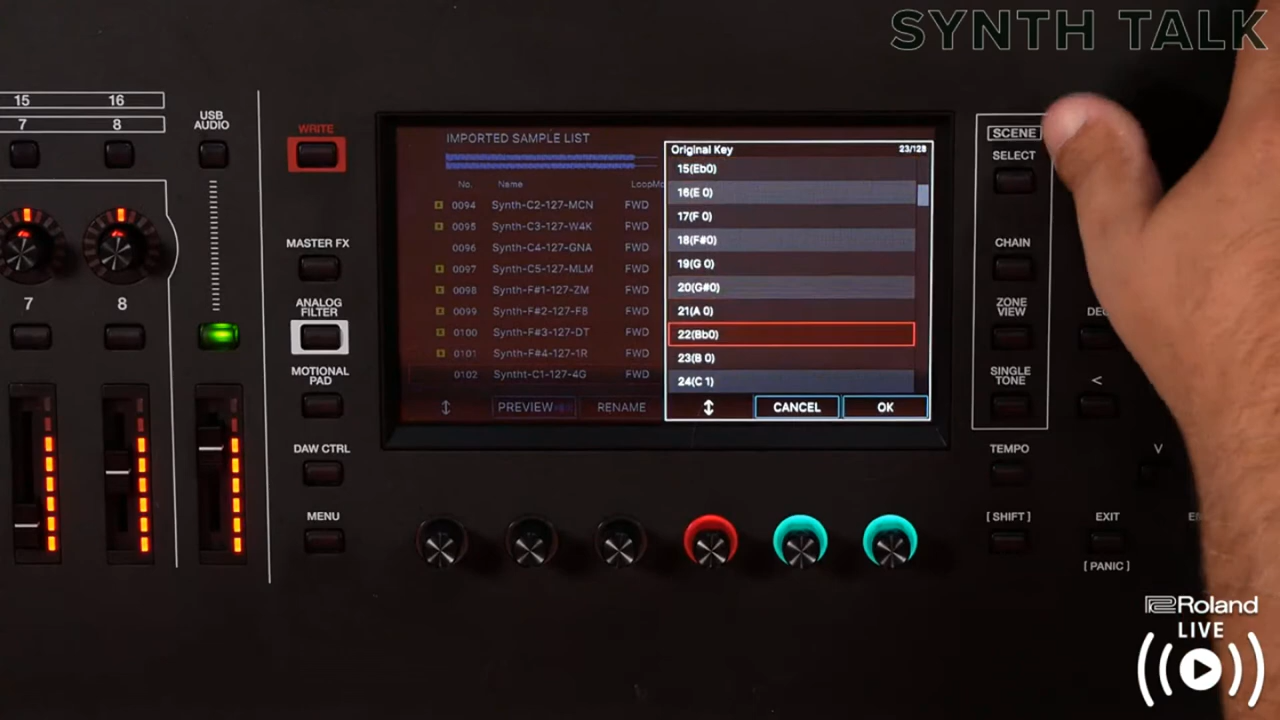 SYNTH TALK
15 16
7 8
USB
AUDIO
7 8
WRITE
MASTER FX
ANALOG
FILTER
MOTIONAL
PAD
DAW CTRL
MENU
IMPORTED SAMPLE LIST
No. Name
0094 Synth-C2-127-MCN FWD
0095 Synth-C3-127-W4K FWD
0096 Synth-C4-127-GNA FWD
0097 Synth-C5-127-MLM FWD
0098 Synth-F#1-127-ZM FWD
0099 Synth-F#2-127-F8 FWD
0100 Synth-F#3-127-DT FWD
0101 Synth-F#4-127-1R FWD
0102 Syntht-C1-127-4G FWD
PREVIEW RENAME
Original Key 23/128
15(Eb0)
16(E 0)
17(F 0)
18(F#0)
19(G 0)
20(G#0)
21(A 0)
22(Bb0)
23(B 0)
24(C 1)
CANCEL OK
SCENE
SELECT
CHAIN
ZONE
VIEW
SINGLE
TONE
TEMPO
[SHIFT]
<
V
EXIT
[PANIC]
Roland
LIVE